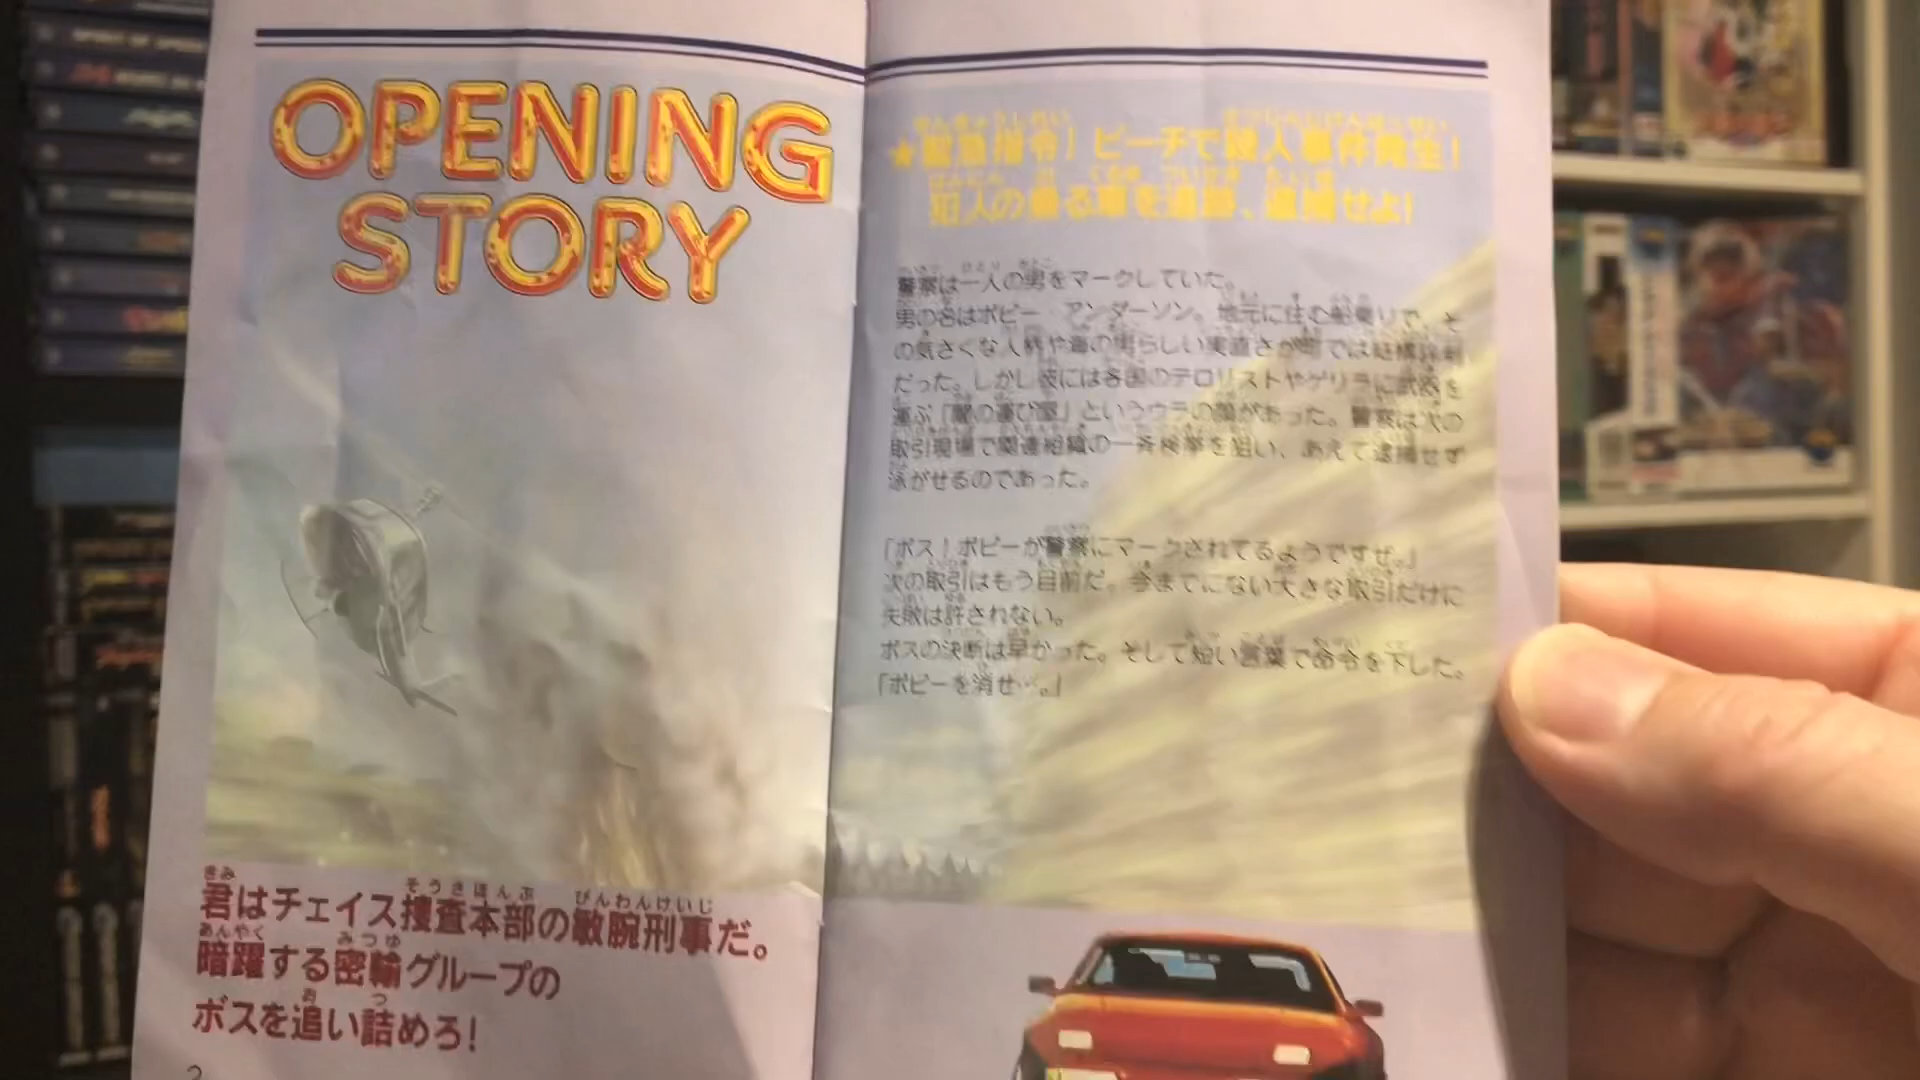 OPENING
STORY
君はチェイス捜査本部の敏腕刑事だ。
暗躍する密輸グループの
ボスを追い詰めろ!
2
★緊急指令! ビーチで殺人事件発生!
犯人の乗る車を追跡、逮捕せよ!
警察は一人の男をマークしていた。
男の名はボビー・アンダーソン。地元に住む船乗りで、そ
の気さくな人柄や海の男らしい実直さが町では結構評判
だった。しかし彼には各国のテロリストやゲリラに武器を
運ぶ「闇の運び屋」というウラの顔があった。警察は次の
取引現場で関連組織の一斉検挙を狙い、あえて逮捕せず
泳がせるのであった。
「ボス!ボビーが警察にマークされてるようですぜ。」
次の取引はもう目前だ。今までにない大きな取引だけに
失敗は許されない。
ボスの決断は早かった。そして短い言葉で命令を下した。
「ボビーを消せ…。」